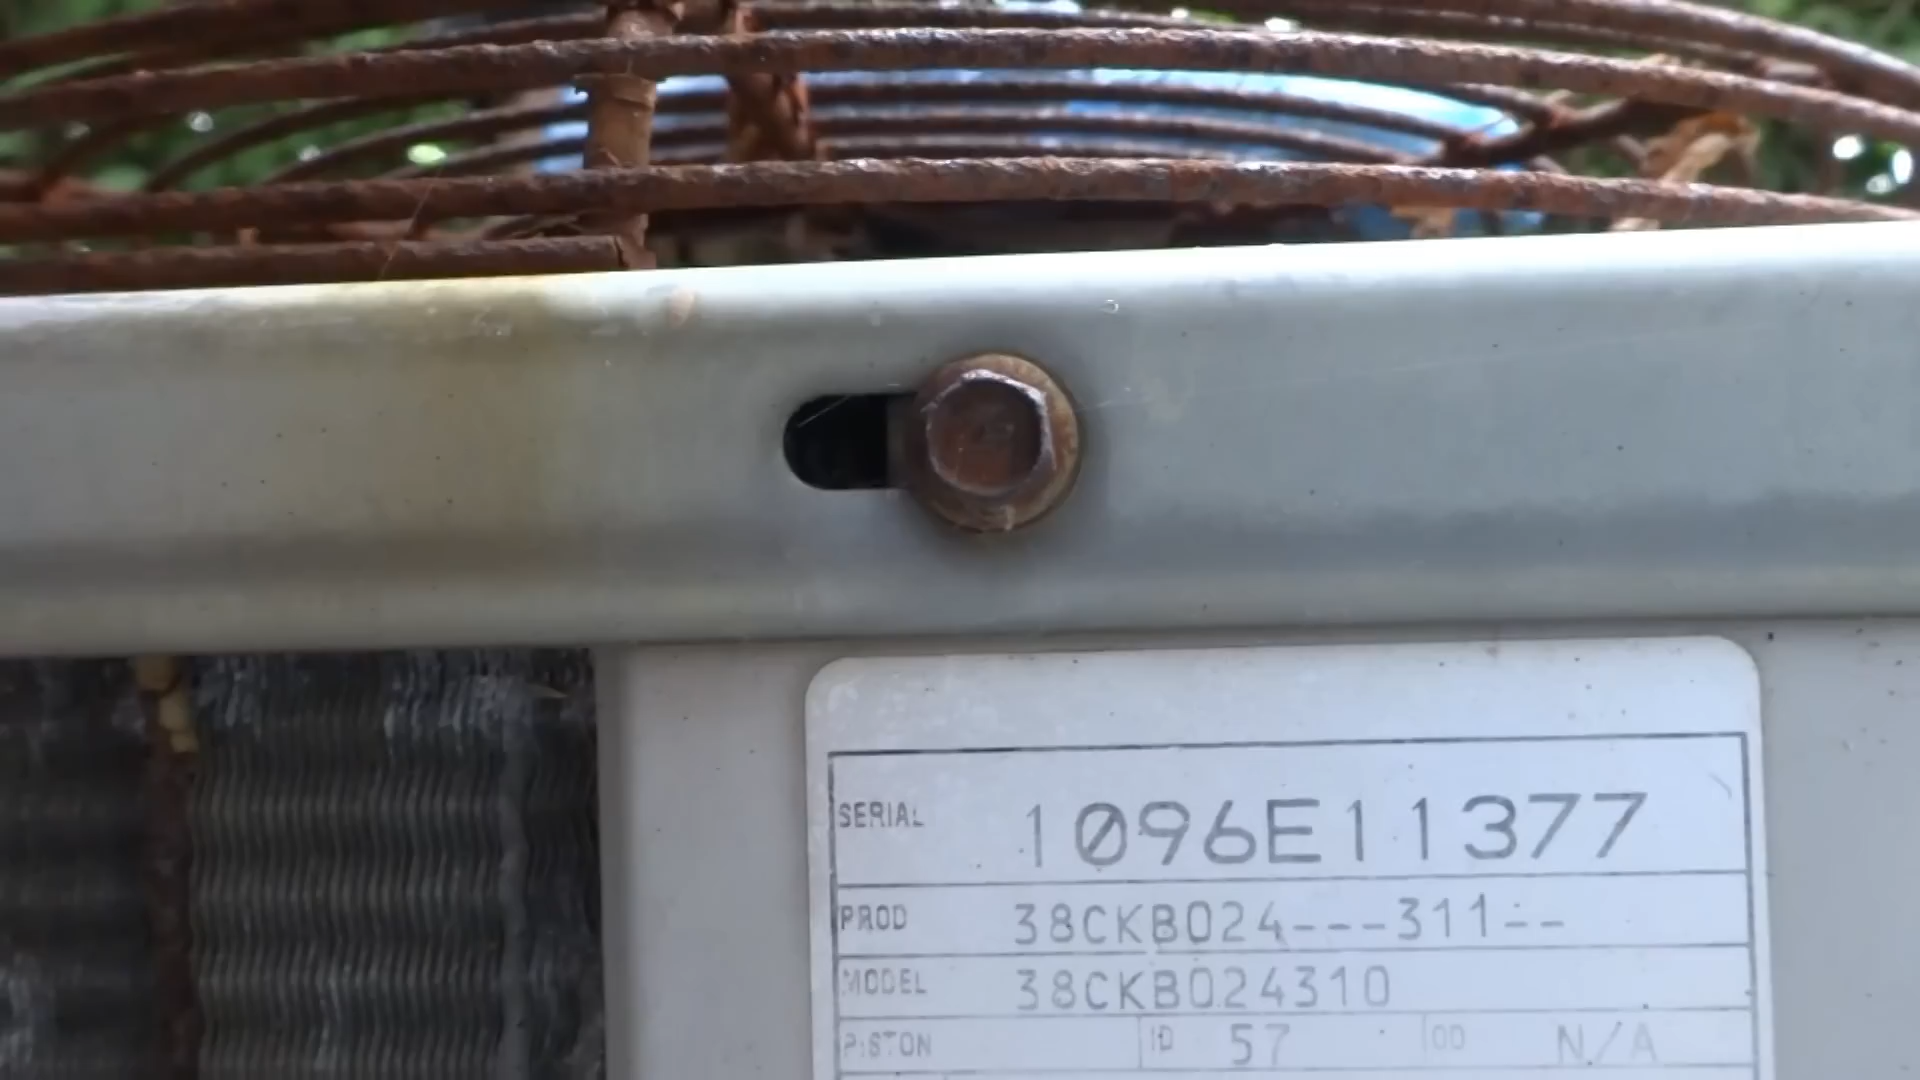 SERIAL 1096E11377
PROD 38CKB024---311--
MODEL 38CKB024310
PISTON ID 57 OD N/A